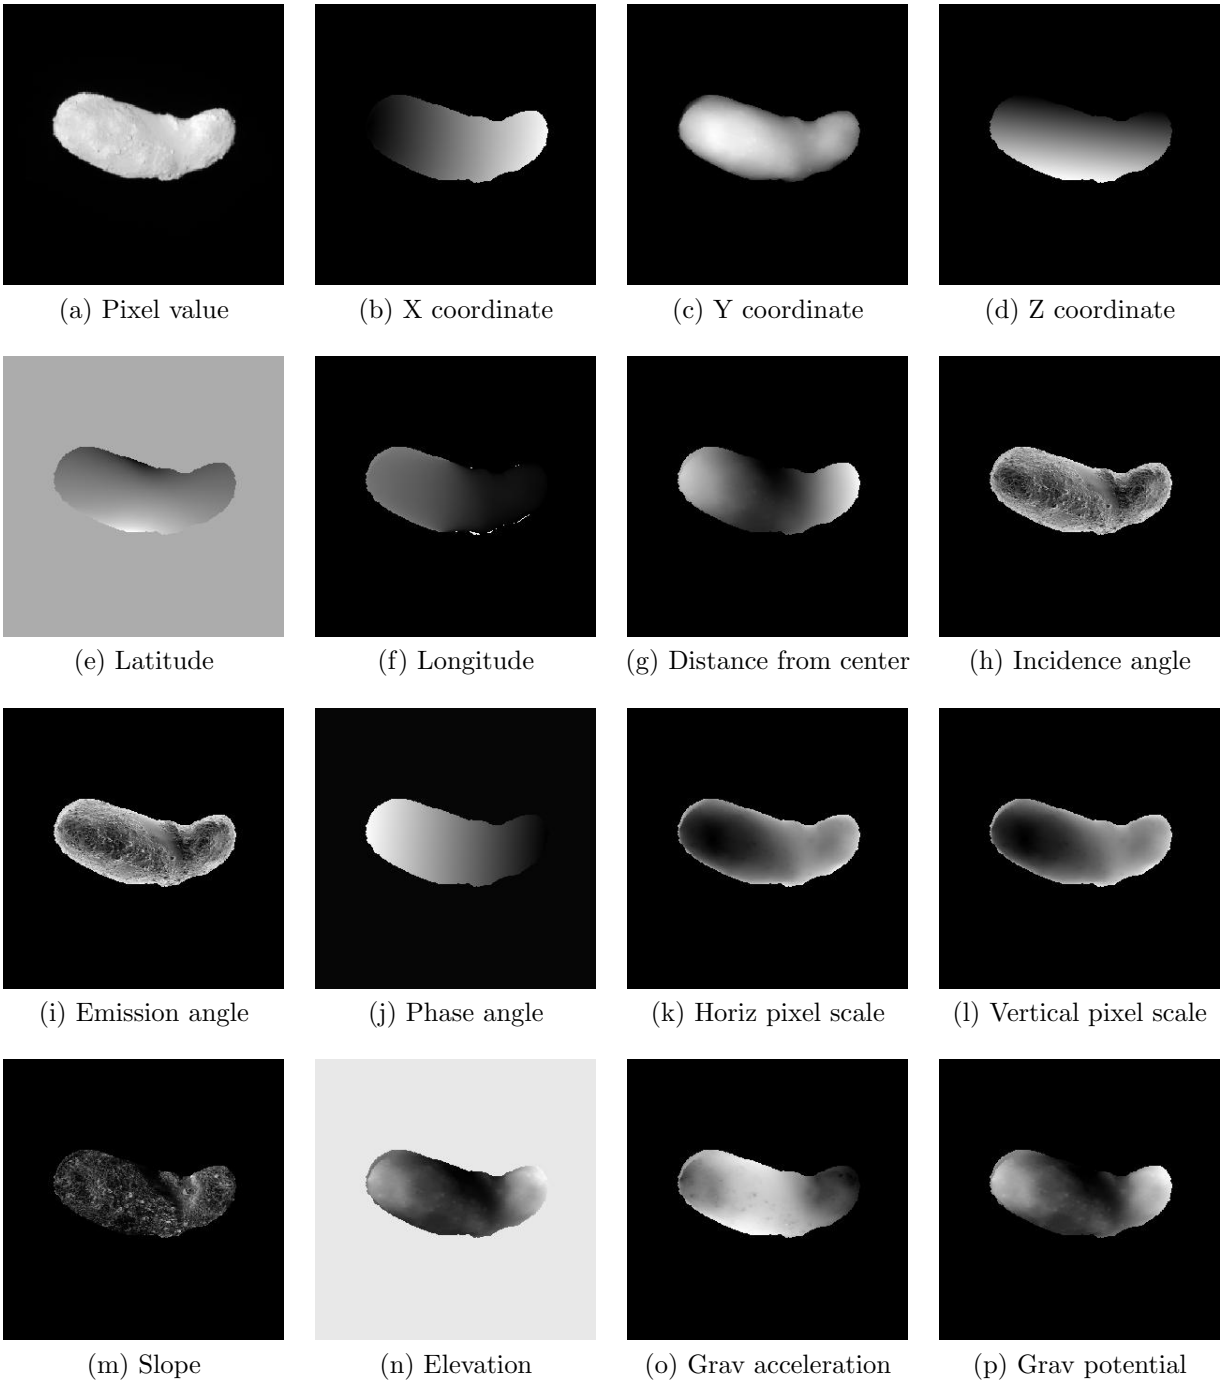 (a) Pixel value
(b) X coordinate
(c) Y coordinate
(d) Z coordinate
(e) Latitude
(f) Longitude
(g) Distance from center
(h) Incidence angle
(i) Emission angle
(j) Phase angle
(k) Horiz pixel scale
(l) Vertical pixel scale
(m) Slope
(n) Elevation
(o) Grav acceleration
(p) Grav potential